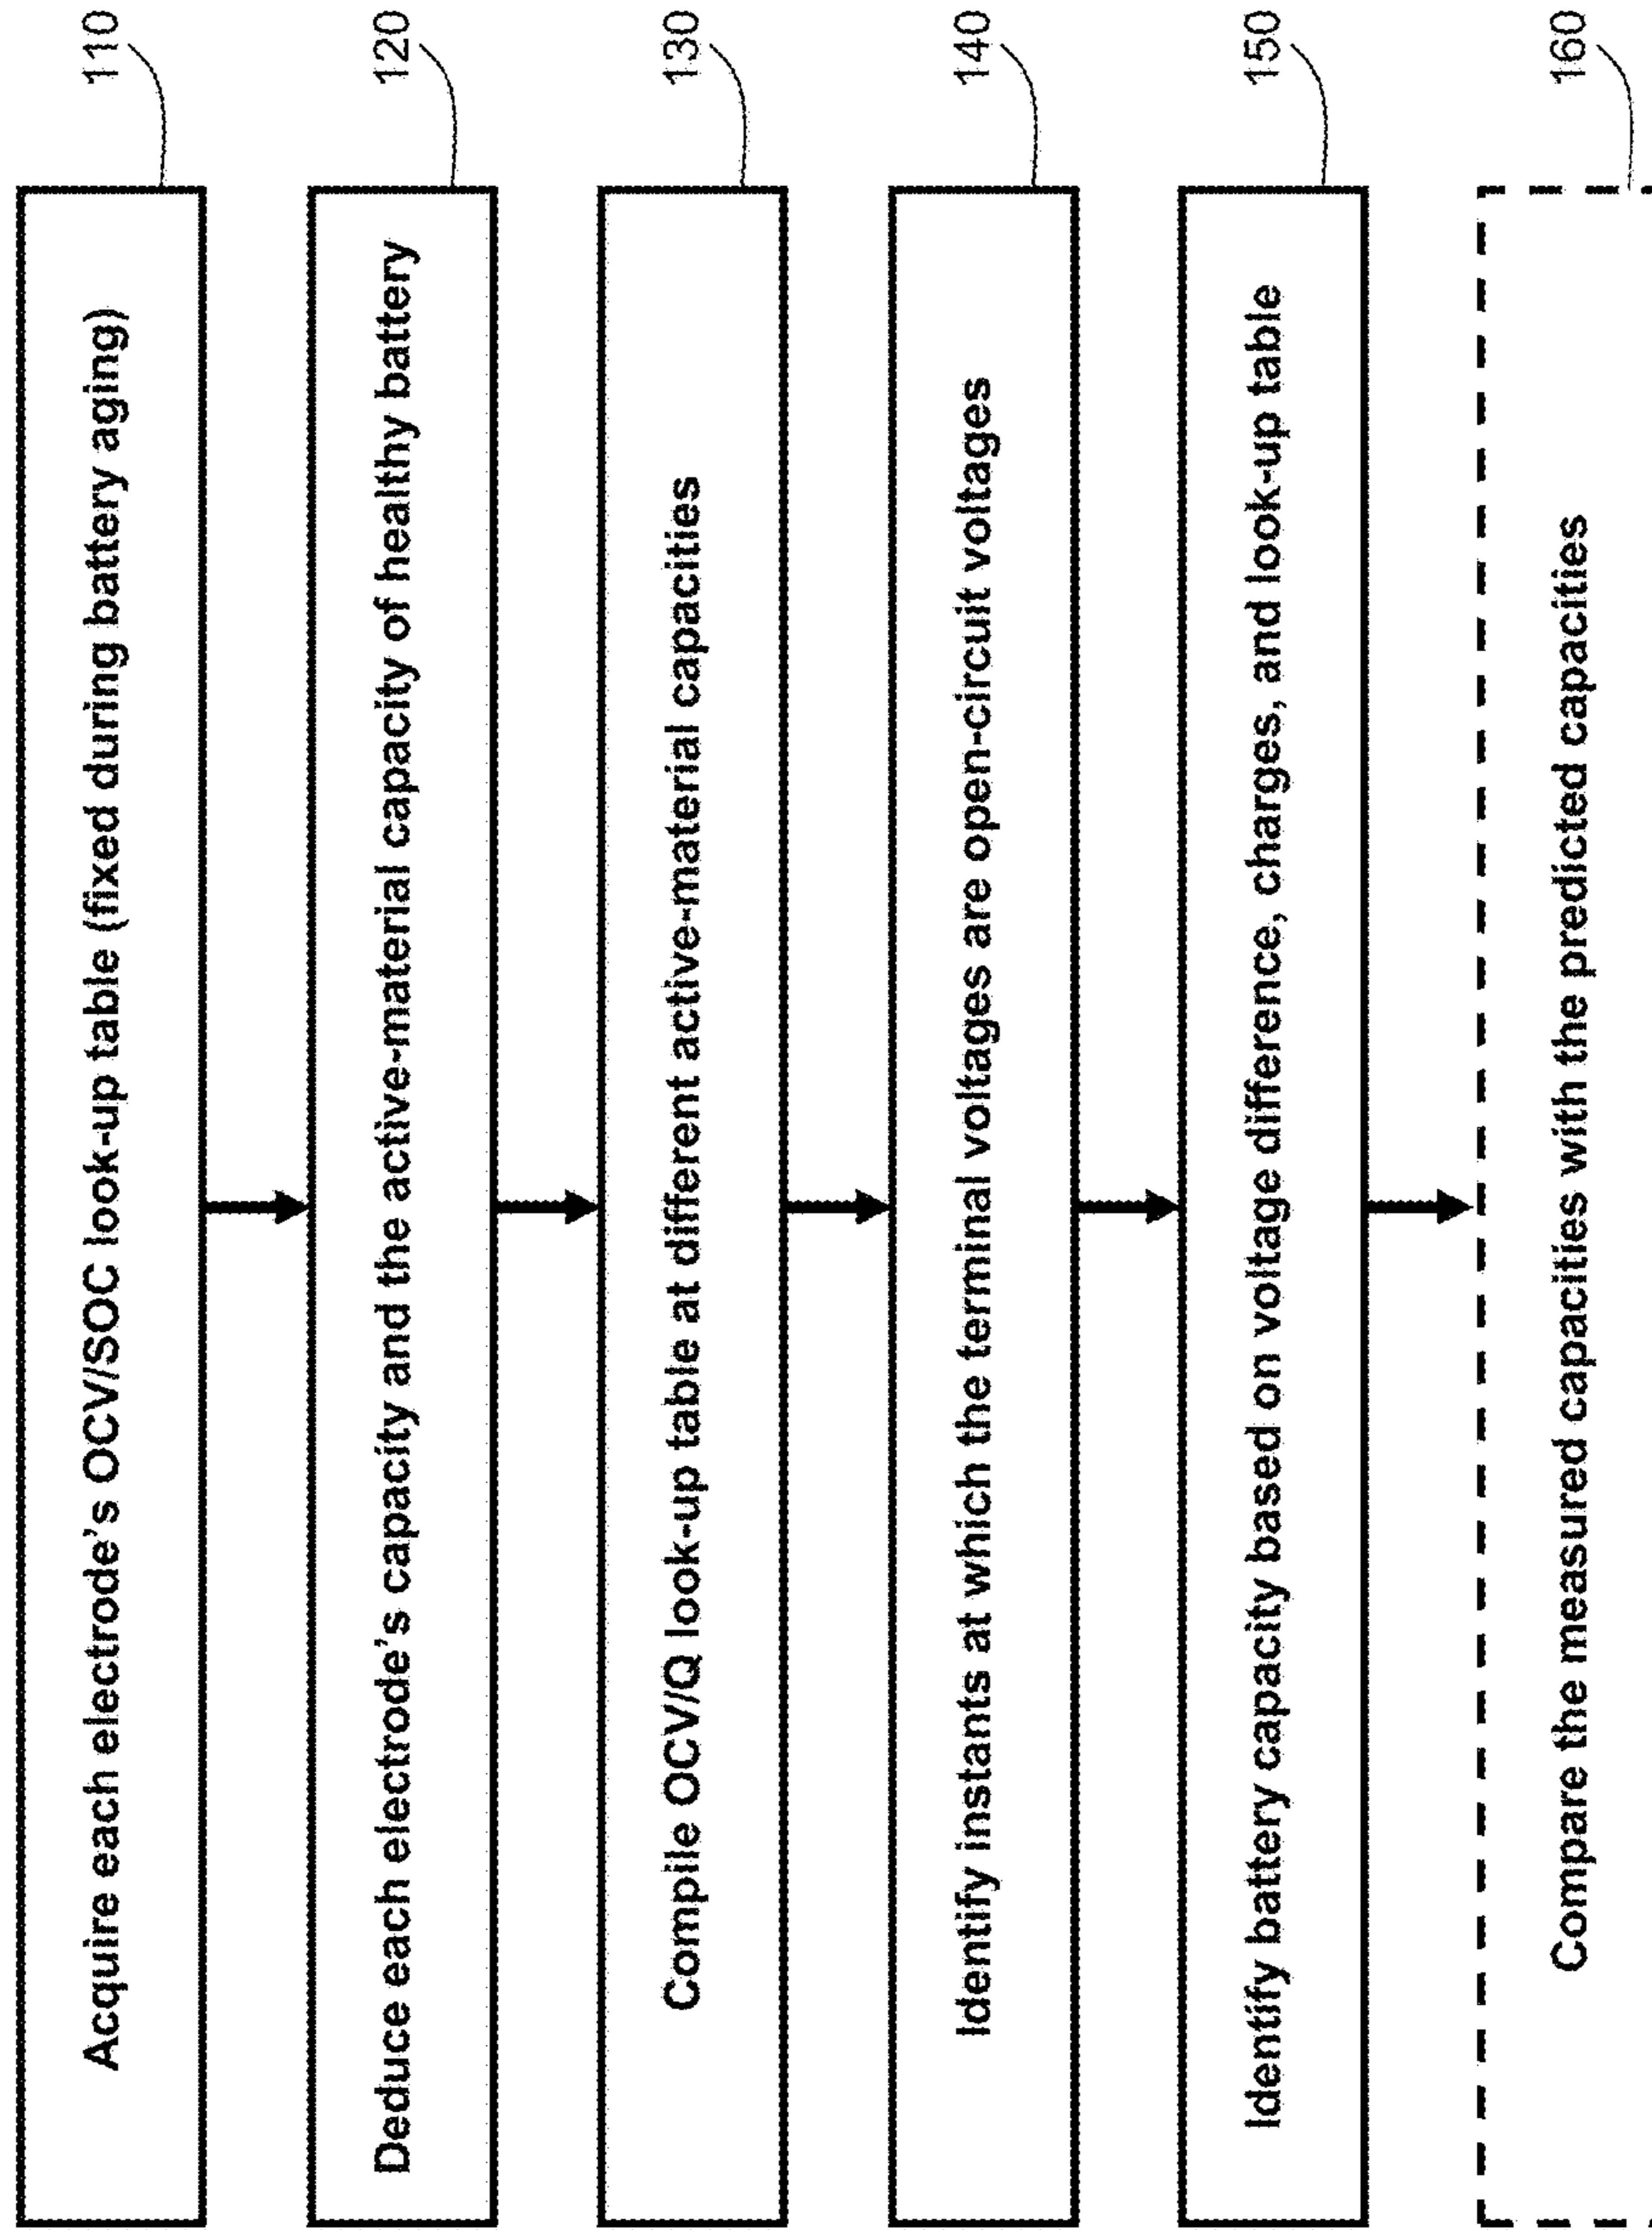 Acquire each electrode's OCV/SOC look-up table (fixed during battery aging)
110
Deduce each electrode's capacity and the active-material capacity of healthy battery
120
Compile OCV/Q look-up table at different active-material capacities
130
Identify instants at which the terminal voltages are open-circuit voltages
140
Identify battery capacity based on voltage difference, charges, and look-up table
150
Compare the measured capacities with the predicted capacities
160